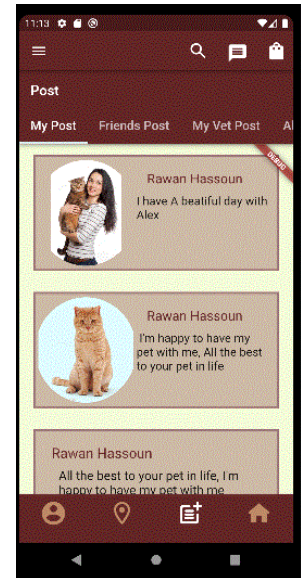 11:13
Post
My Post Friends Post My Vet Post Al
DEBUG
Rawan Hassoun
I have A beatiful day with
Alex
Rawan Hassoun
I'm happy to have my
pet with me, All the best
to your pet in life
Rawan Hassoun
All the best to your pet in life, I'm
happy to have my pet with me